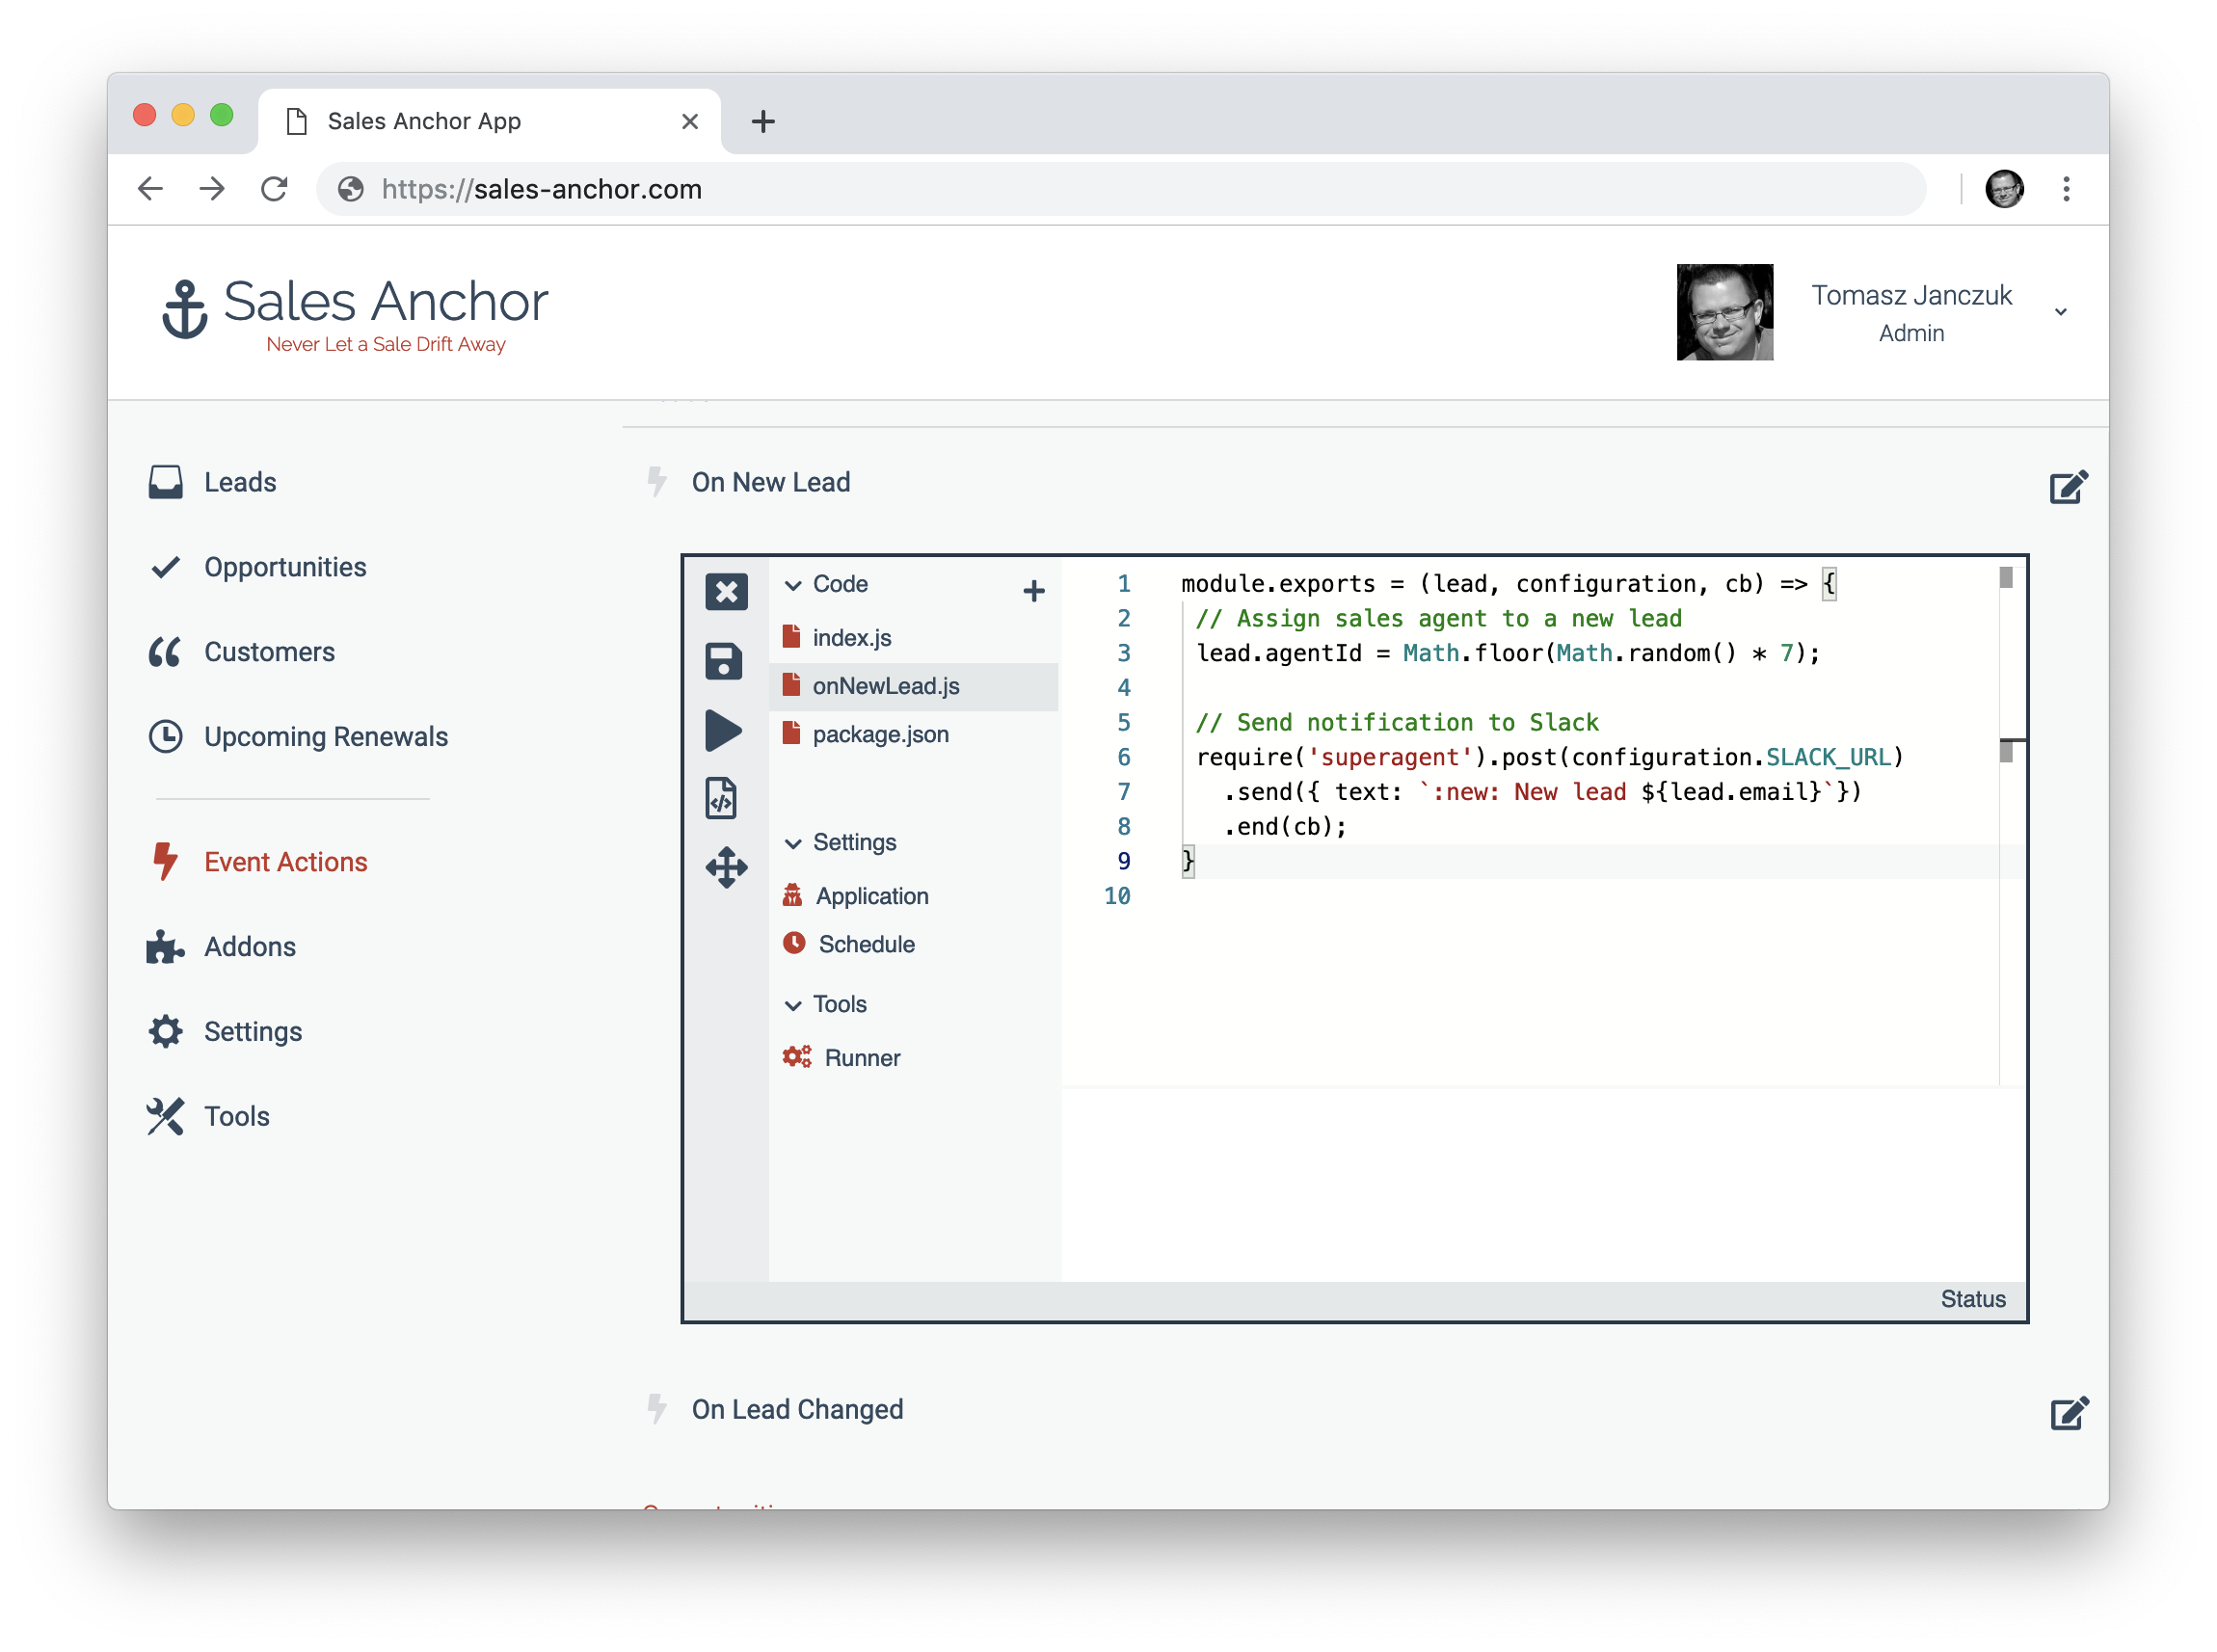 Sales Anchor App
https://sales-anchor.com
Sales Anchor
Never Let a Sale Drift Away
Tomasz Janczuk
Admin
Leads
Opportunities
Customers
Upcoming Renewals
Event Actions
Addons
Settings
Tools
On New Lead
Code
index.js
onNewLead.js
package.json
Settings
Application
Schedule
Tools
Runner
1 module.exports = (lead, configuration, cb) => {
2 // Assign sales agent to a new lead
3 lead.agentId = Math.floor(Math.random() * 7);
4
5 // Send notification to Slack
6 require('superagent').post(configuration.SLACK_URL)
7 .send({ text: `:new: New lead ${lead.email}`})
8 .end(cb);
9 }
10
Status
On Lead Changed